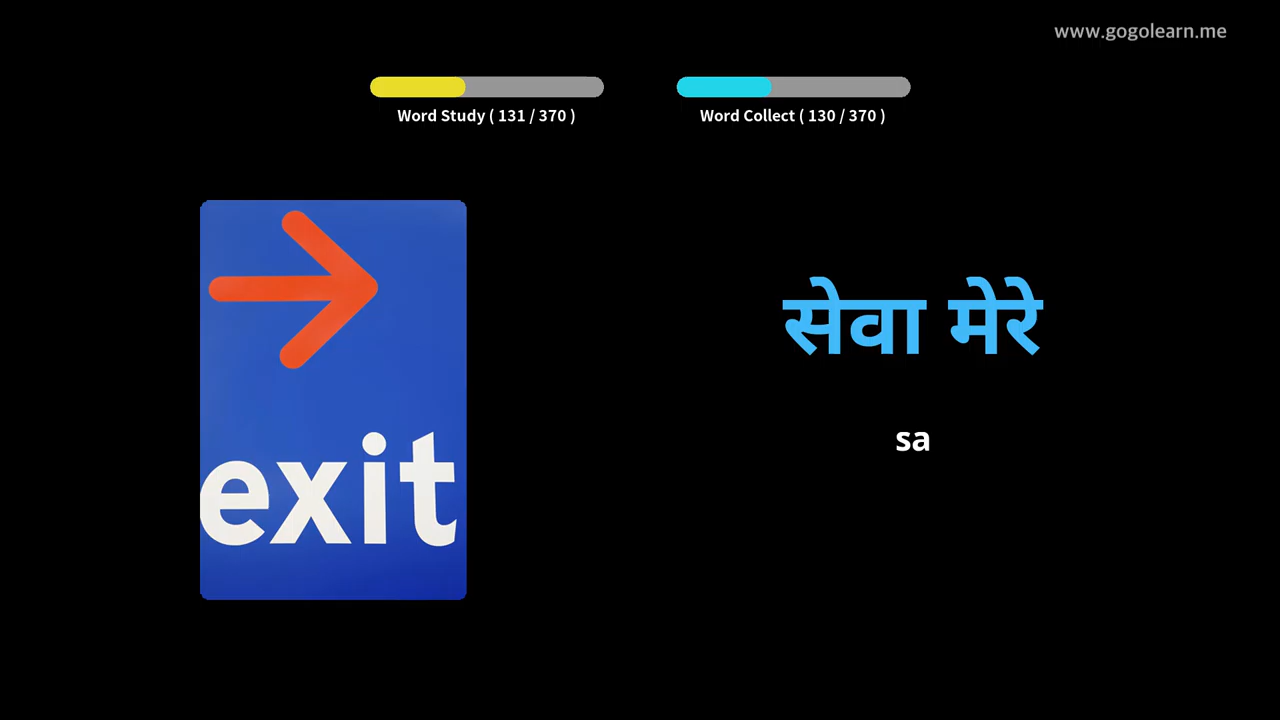 www.gogolearn.me
Word Study ( 131 / 370 )
Word Collect ( 130 / 370 )
exit
सेवा मेरे
sa